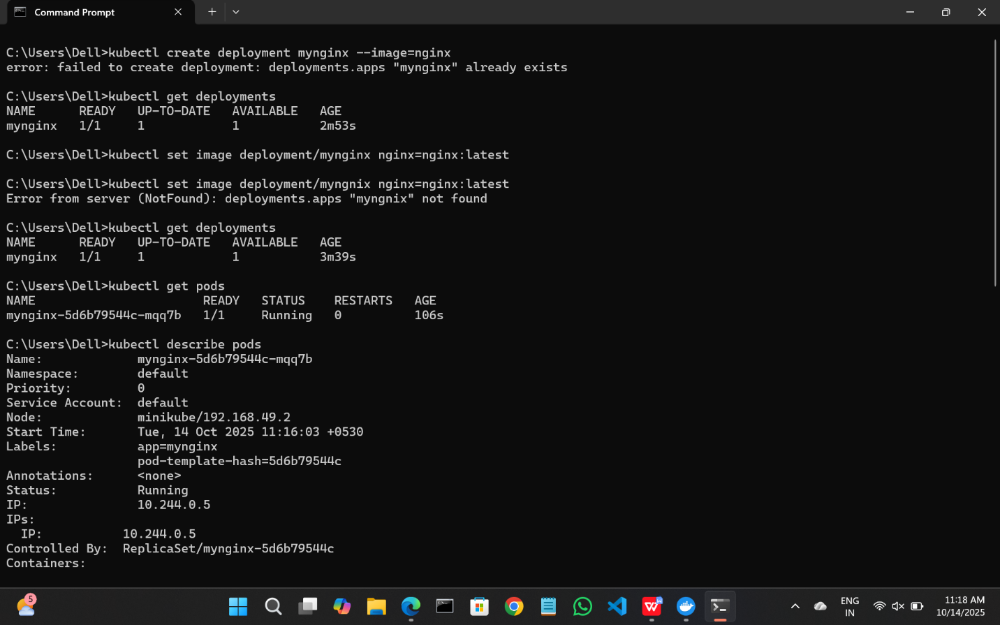 Command Prompt
C:\Users\Dell>kubectl create deployment mynginx --image=nginx
error: failed to create deployment: deployments.apps "mynginx" already exists
C:\Users\Dell>kubectl get deployments
NAME READY UP-TO-DATE AVAILABLE AGE
mynginx 1/1 1 1 2m53s
C:\Users\Dell>kubectl set image deployment/mynginx nginx=nginx:latest
C:\Users\Dell>kubectl set image deployment/myngnix nginx=nginx:latest
Error from server (NotFound): deployments.apps "myngnix" not found
C:\Users\Dell>kubectl get deployments
NAME READY UP-TO-DATE AVAILABLE AGE
mynginx 1/1 1 1 3m39s
C:\Users\Dell>kubectl get pods
NAME READY STATUS RESTARTS AGE
mynginx-5d6b79544c-mqq7b 1/1 Running 0 106s
C:\Users\Dell>kubectl describe pods
Name: mynginx-5d6b79544c-mqq7b
Namespace: default
Priority: 0
Service Account: default
Node: minikube/192.168.49.2
Start Time: Tue, 14 Oct 2025 11:16:03 +0530
Labels: app=mynginx
pod-template-hash=5d6b79544c
Annotations: <none>
Status: Running
IP: 10.244.0.5
IPs:
IP: 10.244.0.5
Controlled By: ReplicaSet/mynginx-5d6b79544c
Containers:
5
ENG
IN
11:18 AM
10/14/2025